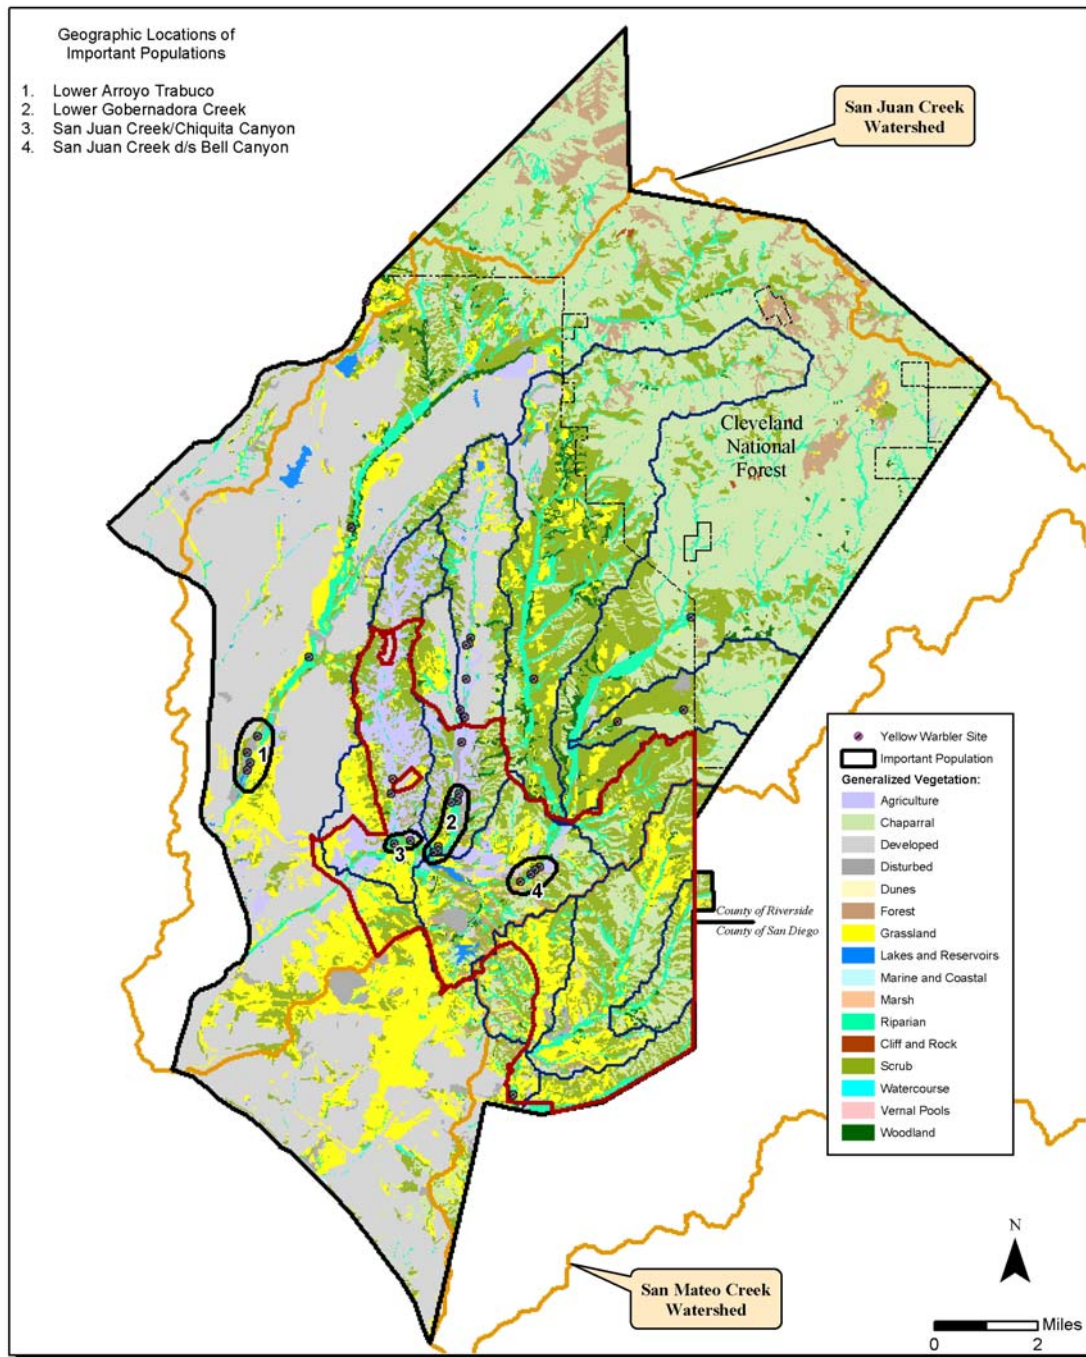 Geographic Locations of
Important Populations
1. Lower Arroyo Trabuco
2. Lower Gobernadora Creek
3. San Juan Creek/Chiquita Canyon
4. San Juan Creek d/s Bell Canyon
San Juan Creek
Watershed
Cleveland
National
Forest
1
2
3
4
Yellow Warbler Site
Important Population
Generalized Vegetation:
Agriculture
Chaparral
Developed
Disturbed
Dunes
Forest
Grassland
Lakes and Reservoirs
Marine and Coastal
Marsh
Riparian
Cliff and Rock
Scrub
Watercourse
Vernal Pools
Woodland
County of Riverside
County of San Diego
San Mateo Creek
Watershed
N
Miles
0 2